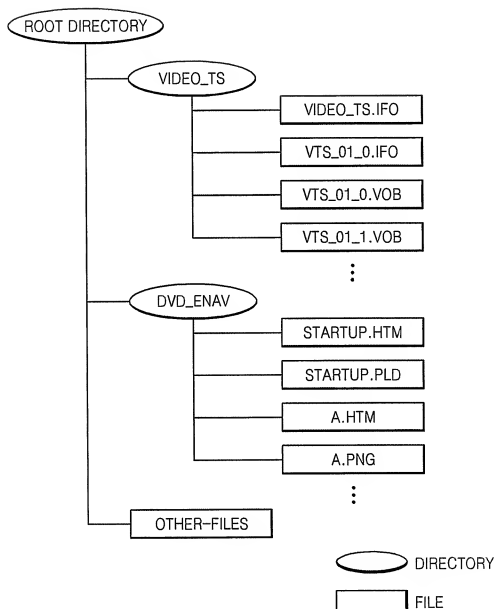 ROOT DIRECTORY
VIDEO_TS
VIDEO_TS.IFO
VTS_01_0.IFO
VTS_01_0.VOB
VTS_01_1.VOB
DVD_ENAV
STARTUP.HTM
STARTUP.PLD
A.HTM
A.PNG
OTHER-FILES
DIRECTORY
FILE